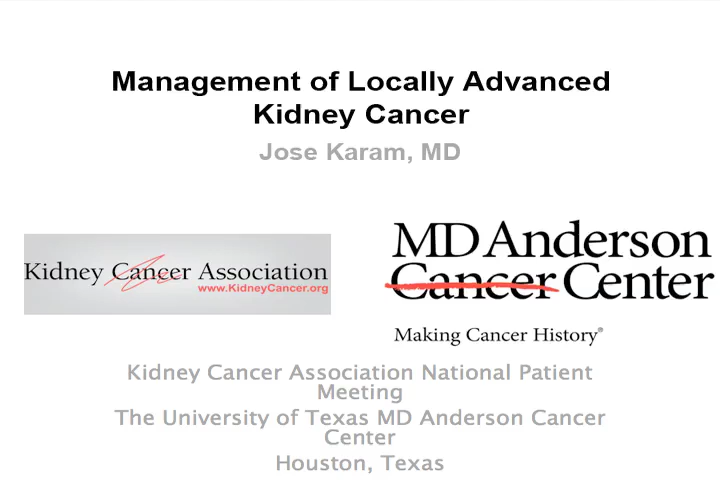 Management of Locally Advanced
Kidney Cancer
Jose Karam, MD
Kidney Cancer Association
www.KidneyCancer.org
MD Anderson
Cancer Center
Making Cancer History®
Kidney Cancer Association National Patient
Meeting
The University of Texas MD Anderson Cancer
Center
Houston, Texas